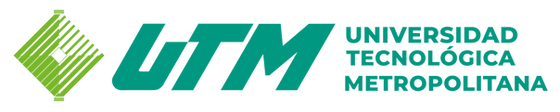 UTM
UNIVERSIDAD
TECNOLÓGICA
METROPOLITANA